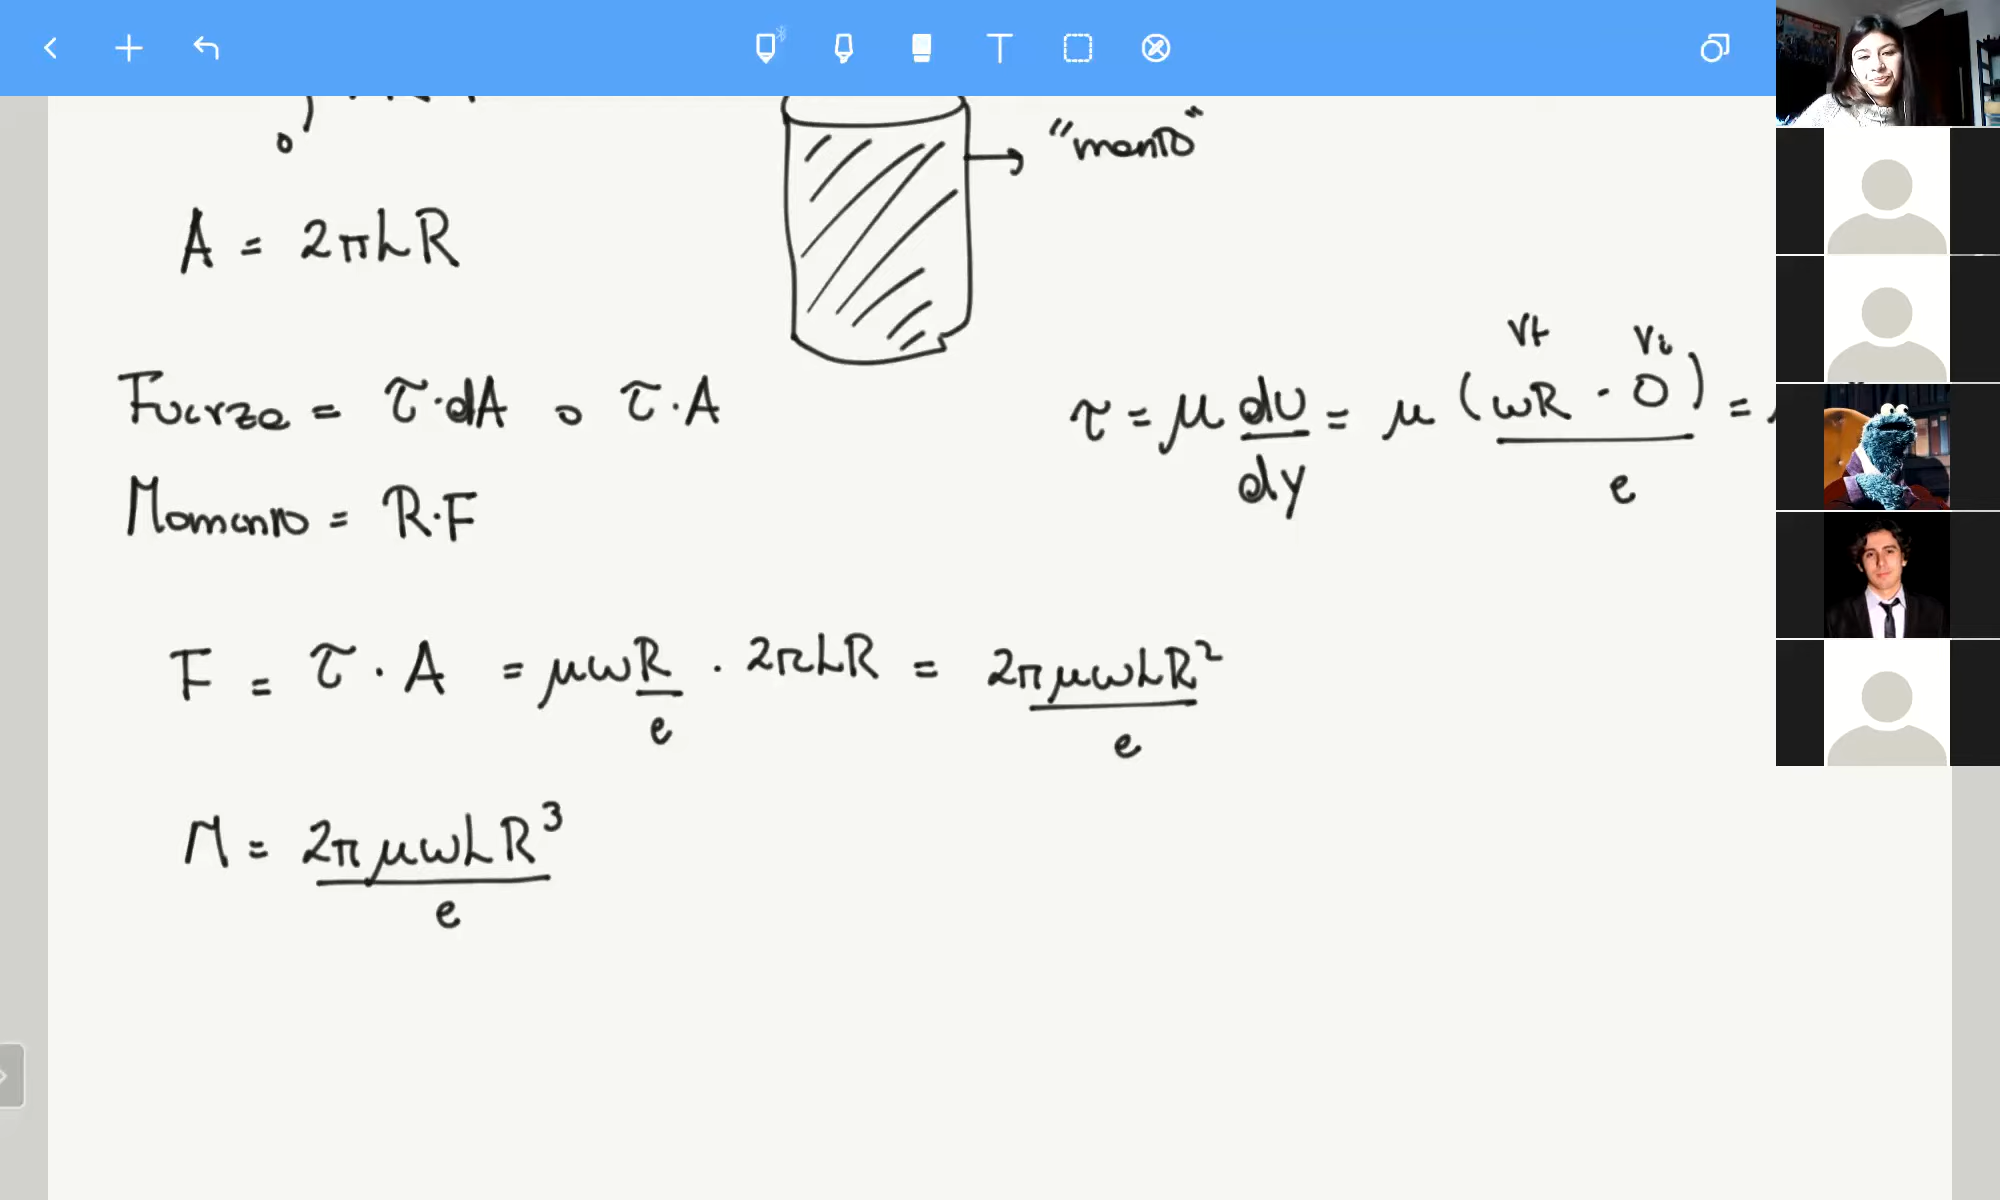 "manto"
A = 2πLR
Vf Vi
Fuerza = τ·dA o τ·A
τ = μ du/dy = μ (ωR - 0)/e =
Momento = R·F
F = τ · A = μωR/e · 2πLR = 2πμωLR²/e
M = 2πμωLR³/e